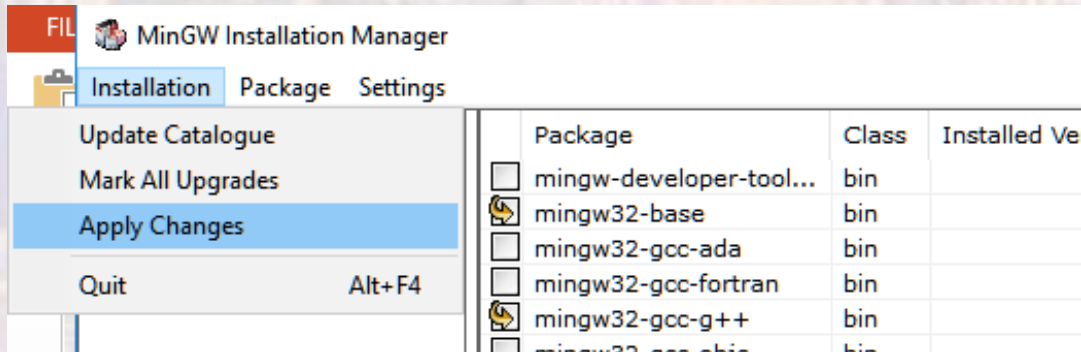 FIL
MinGW Installation Manager
Installation Package Settings
Update Catalogue
Mark All Upgrades
Apply Changes
Quit Alt+F4
Package Class Installed Ve
mingw-developer-tool... bin
mingw32-base bin
mingw32-gcc-ada bin
mingw32-gcc-fortran bin
mingw32-gcc-g++ bin